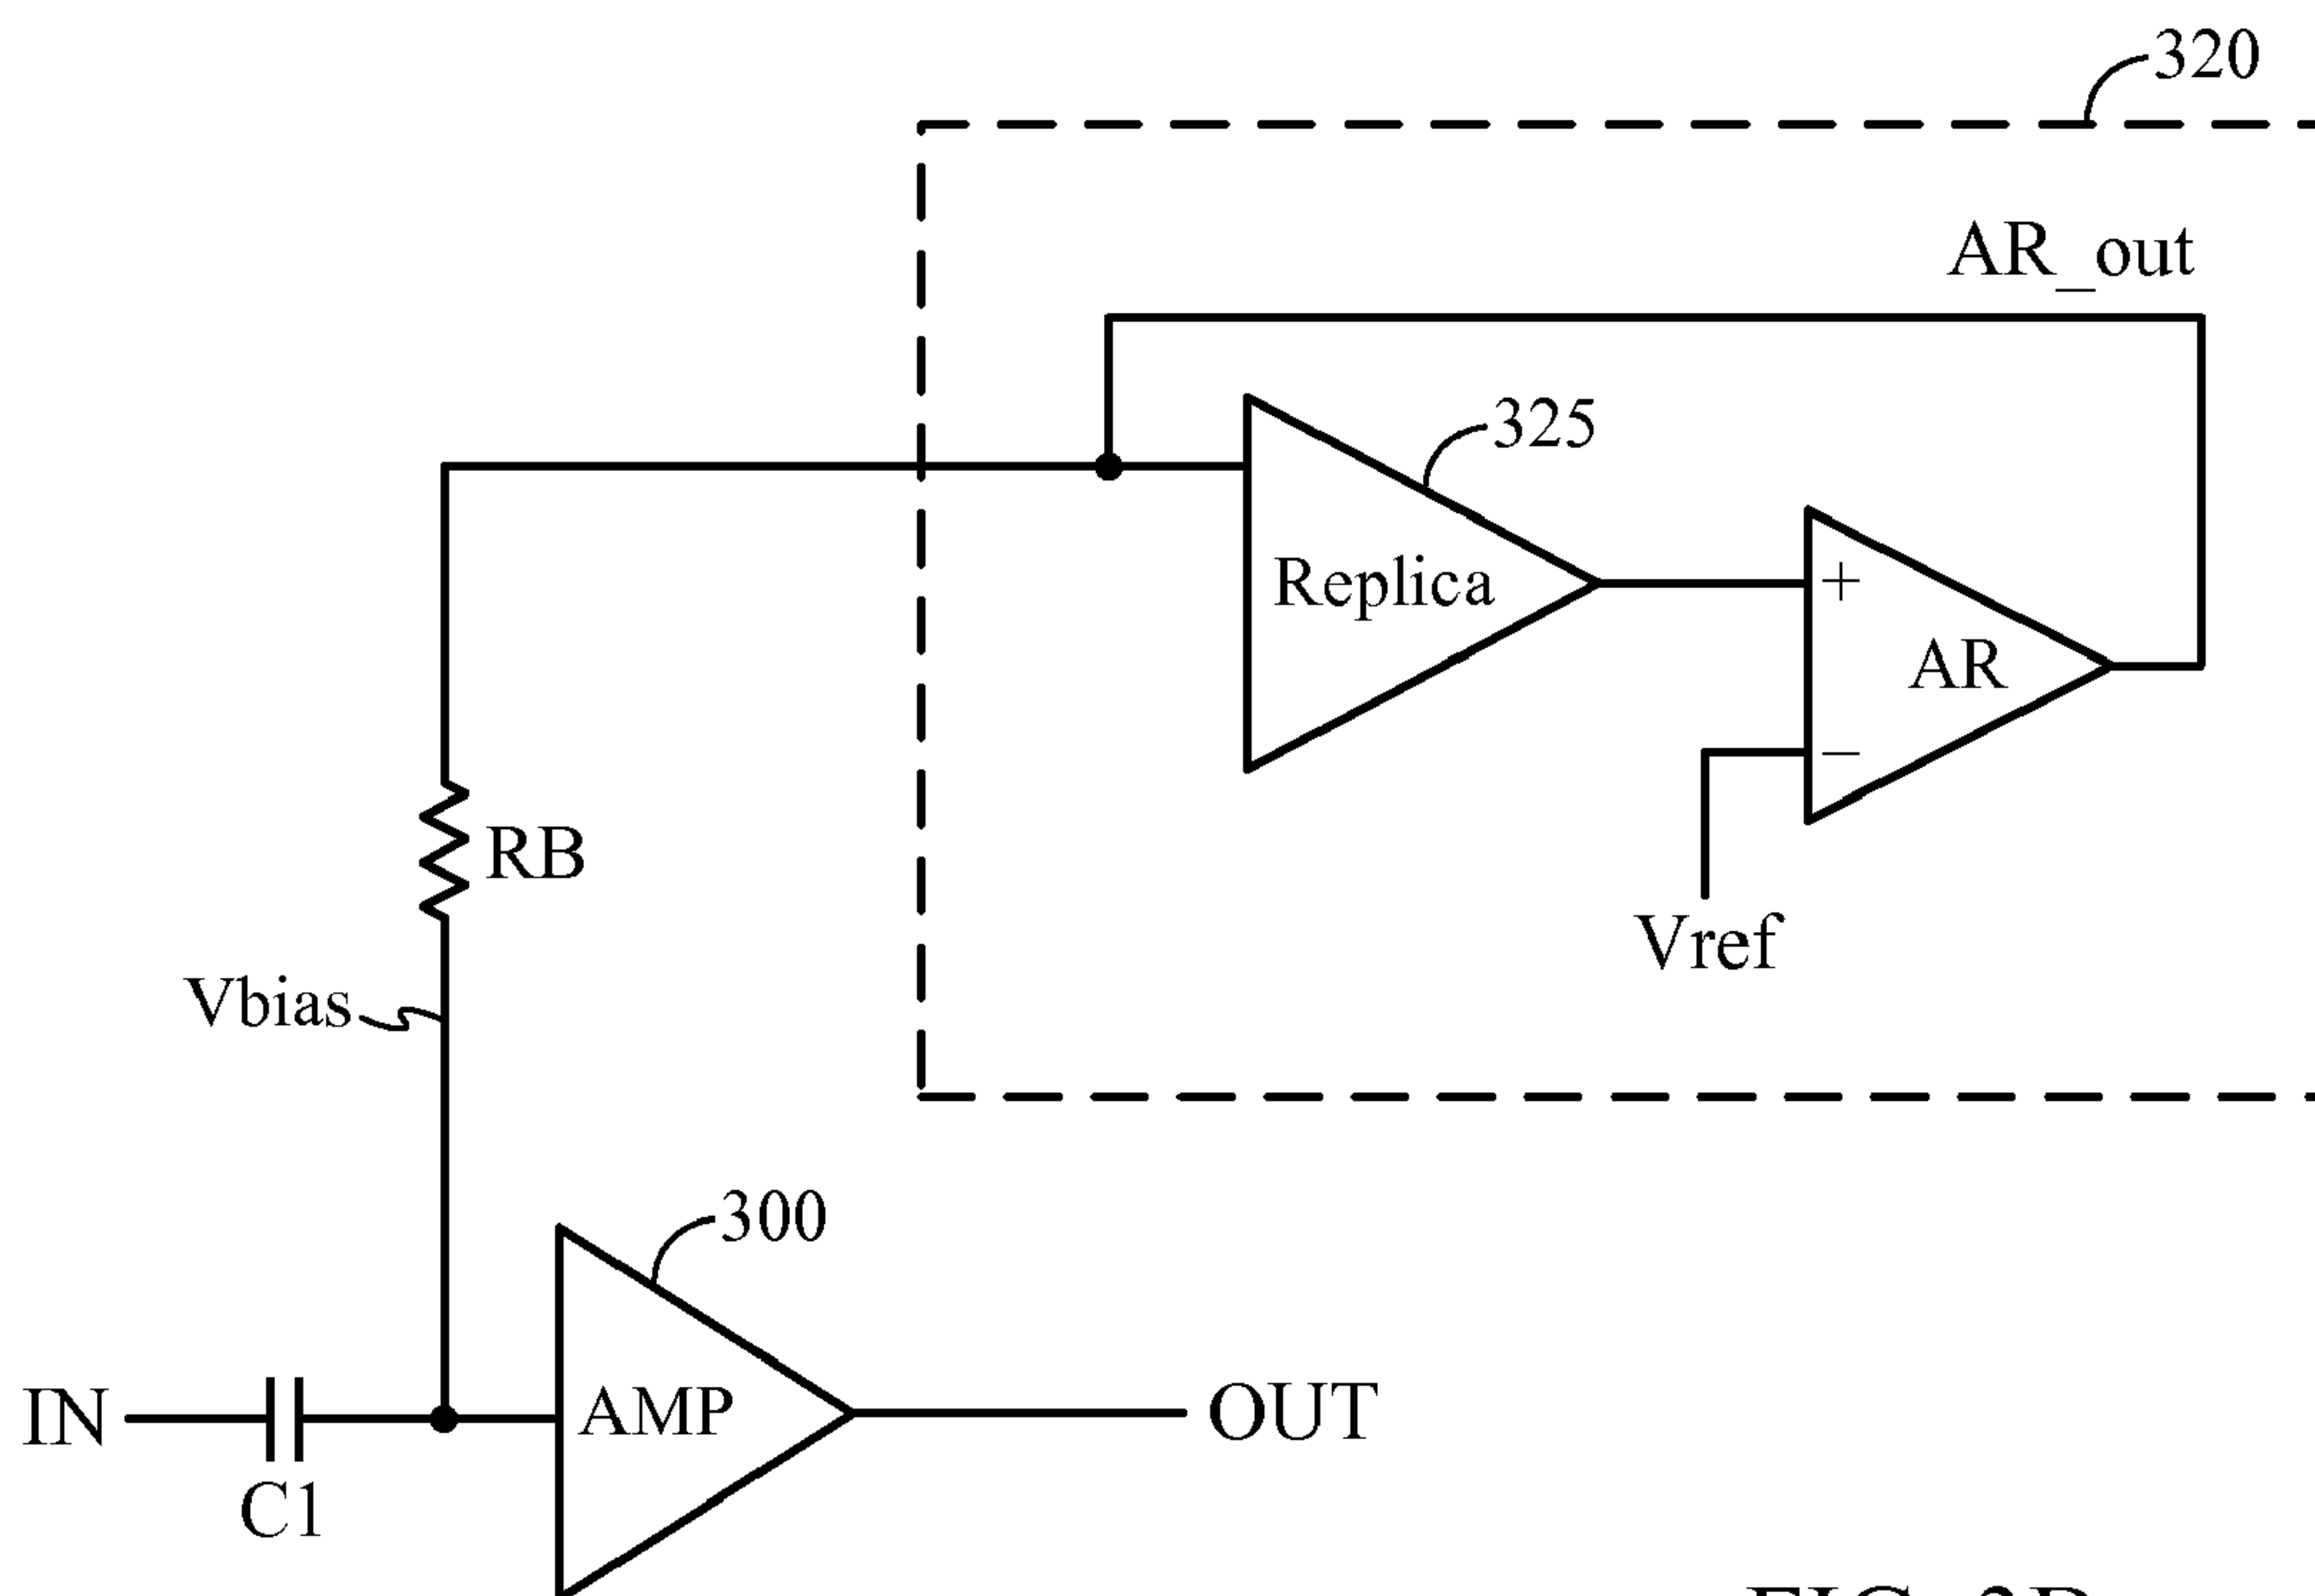 320
AR_out
325
Replica
+
AR
−
RB
Vref
Vbias
300
IN
AMP
OUT
C1